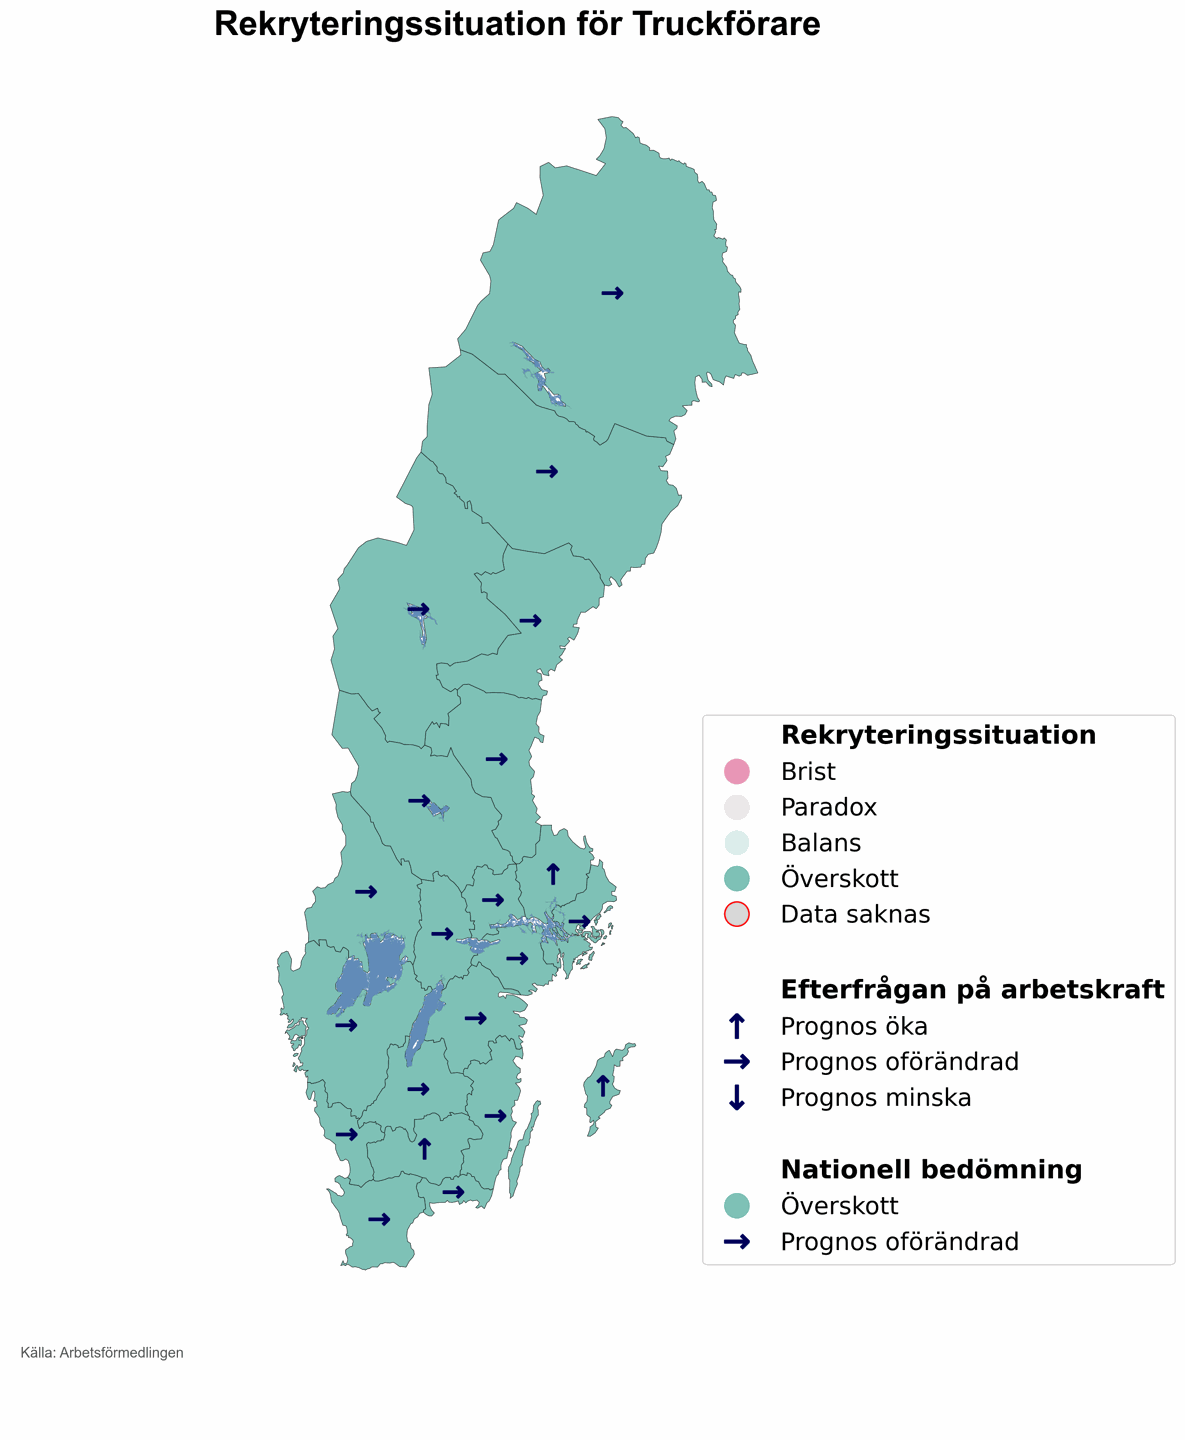 Rekryteringssituation för Truckförare
Rekryteringssituation
Brist
Paradox
Balans
Överskott
Data saknas
Efterfrågan på arbetskraft
Prognos öka
Prognos oförändrad
Prognos minska
Nationell bedömning
Överskott
Prognos oförändrad
Källa: Arbetsförmedlingen